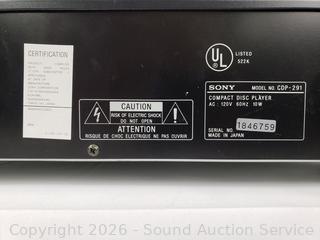 CERTIFICATION
UL
LISTED
522K
CAUTION
RISK OF ELECTRIC SHOCK
DO NOT OPEN
ATTENTION
RISQUE DE CHOC ELECTRIQUE NE PAS OUVRIR
SONY MODEL NO. CDP-291
COMPACT DISC PLAYER
AC 120V 60HZ 10W
SERIAL NO. 1846759
MADE IN JAPAN
Copyright 2026 - Sound Auction Service